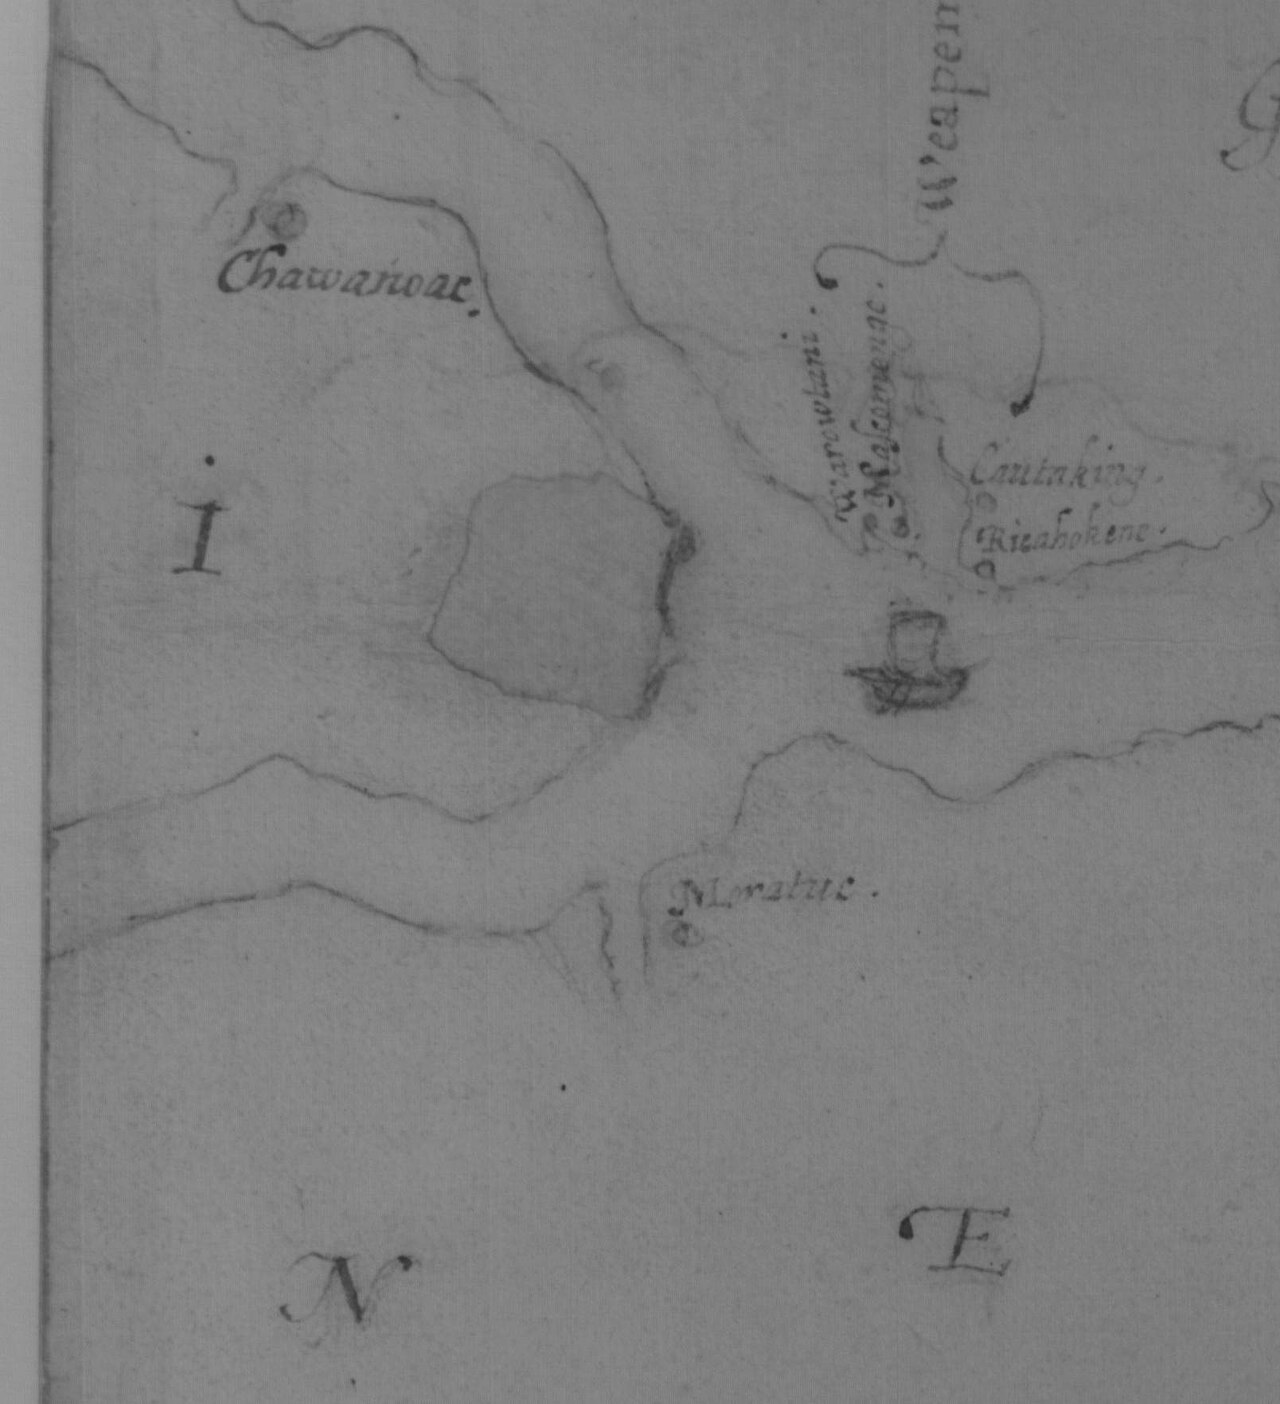 Weapem
Chawanoac.
Warowtani.
Mascomenge.
Cautaking.
Ricahokene.
I
Moratuc.
E
N